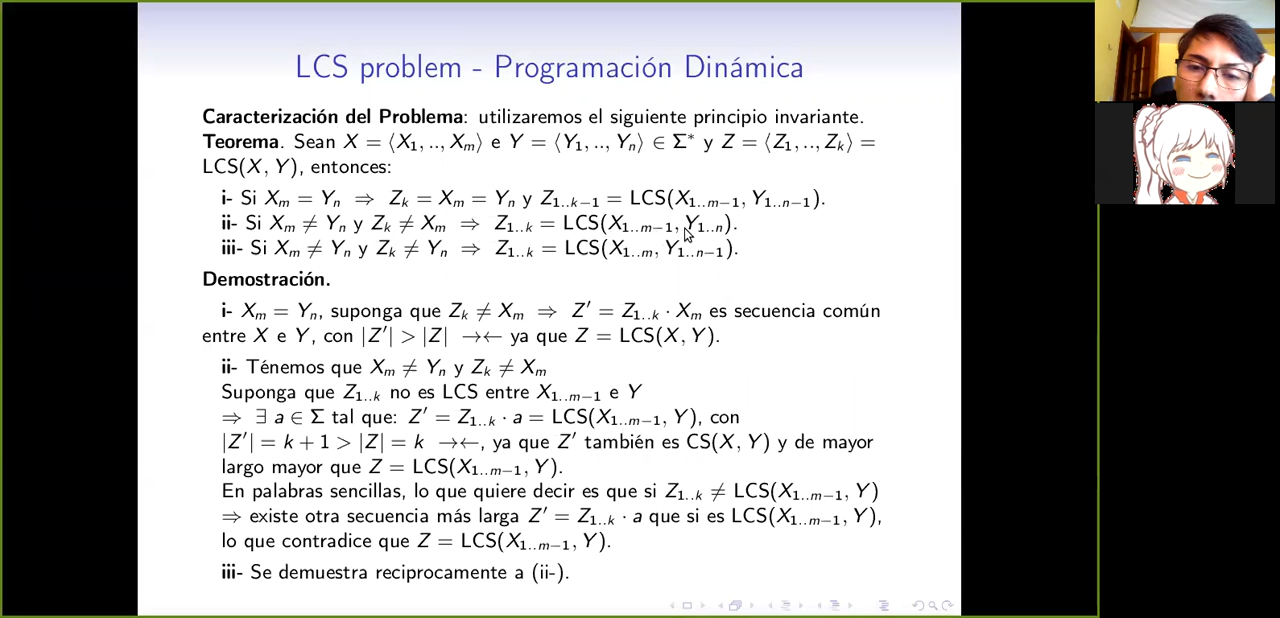 LCS problem - Programación Dinámica
Caracterización del Problema: utilizaremos el siguiente principio invariante.
Teorema. Sean X = ⟨X₁, .., Xₘ⟩ e Y = ⟨Y₁, .., Yₙ⟩ ∈ Σ* y Z = ⟨Z₁, .., Zₖ⟩ =
LCS(X, Y), entonces:
i- Si Xₘ = Yₙ ⇒ Zₖ = Xₘ = Yₙ y Z₁..ₖ₋₁ = LCS(X₁..ₘ₋₁, Y₁..ₙ₋₁).
ii- Si Xₘ ≠ Yₙ y Zₖ ≠ Xₘ ⇒ Z₁..ₖ = LCS(X₁..ₘ₋₁, Y₁..ₙ).
iii- Si Xₘ ≠ Yₙ y Zₖ ≠ Yₙ ⇒ Z₁..ₖ = LCS(X₁..ₘ, Y₁..ₙ₋₁).
Demostración.
i- Xₘ = Yₙ, suponga que Zₖ ≠ Xₘ ⇒ Z′ = Z₁..ₖ · Xₘ es secuencia común
entre X e Y, con |Z′| > |Z| →← ya que Z = LCS(X, Y).
ii- Ténemos que Xₘ ≠ Yₙ y Zₖ ≠ Xₘ
Suponga que Z₁..ₖ no es LCS entre X₁..ₘ₋₁ e Y
⇒ ∃ a ∈ Σ tal que: Z′ = Z₁..ₖ · a = LCS(X₁..ₘ₋₁, Y), con
|Z′| = k + 1 > |Z| = k →←, ya que Z′ también es CS(X, Y) y de mayor
largo mayor que Z = LCS(X₁..ₘ₋₁, Y).
En palabras sencillas, lo que quiere decir es que si Z₁..ₖ ≠ LCS(X₁..ₘ₋₁, Y)
⇒ existe otra secuencia más larga Z′ = Z₁..ₖ · a que si es LCS(X₁..ₘ₋₁, Y),
lo que contradice que Z = LCS(X₁..ₘ₋₁, Y).
iii- Se demuestra reciprocamente a (ii-).